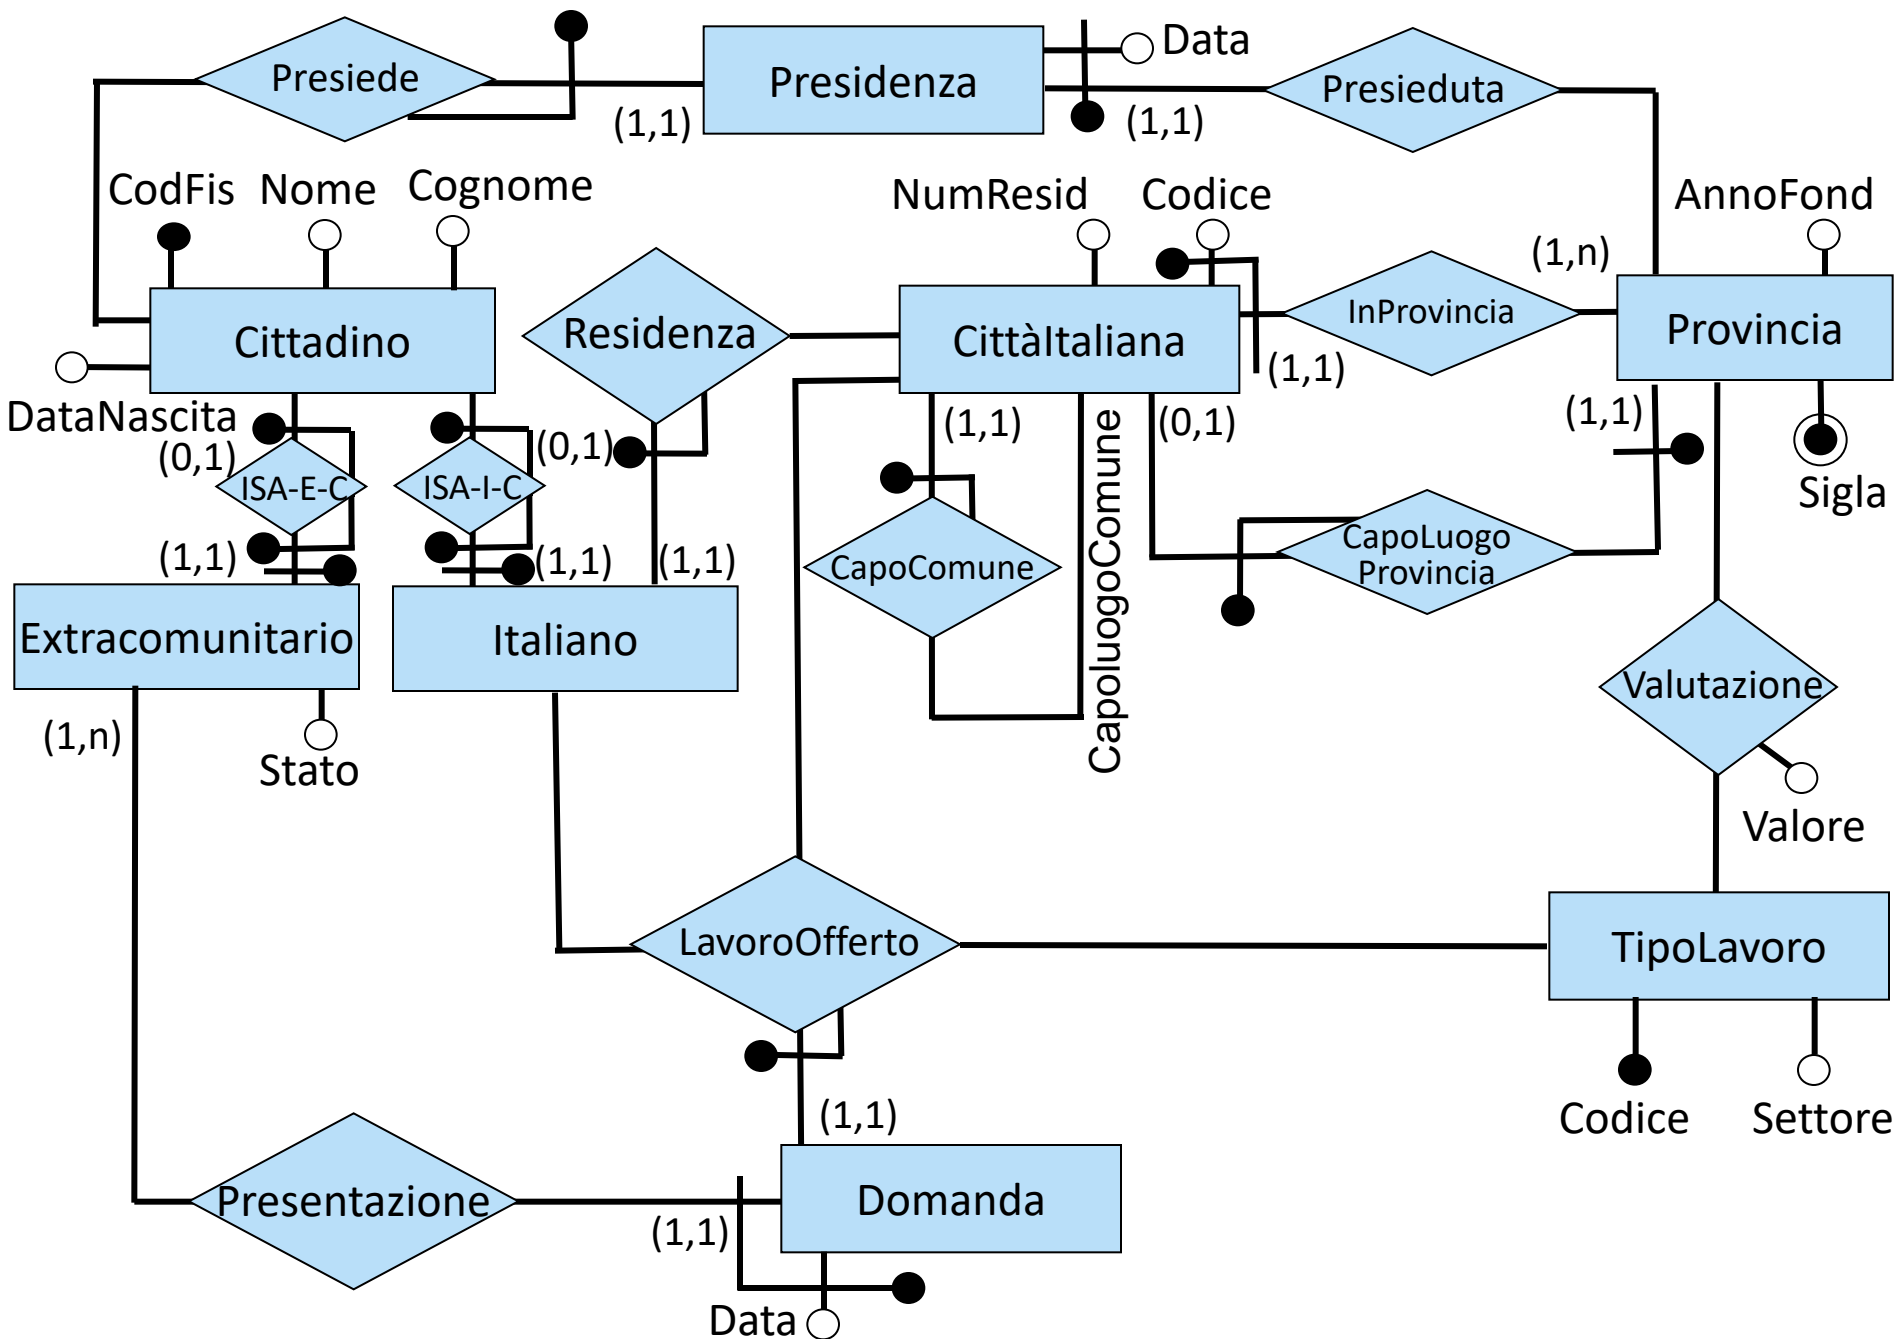 Presiede
Presidenza
Data
Presieduta
(1,1)
(1,1)
CodFis
Nome
Cognome
NumResid
Codice
AnnoFond
(1,n)
Cittadino
Residenza
CittàItaliana
InProvincia
Provincia
(1,1)
DataNascita
(0,1)
(0,1)
(1,1)
CapoluogoComune
(0,1)
(1,1)
ISA-E-C
ISA-I-C
Sigla
(1,1)
(1,1)
(1,1)
CapoComune
CapoLuogo
Provincia
Extracomunitario
Italiano
Valutazione
(1,n)
Stato
Valore
LavoroOfferto
TipoLavoro
(1,1)
Codice
Settore
Presentazione
Domanda
(1,1)
Data